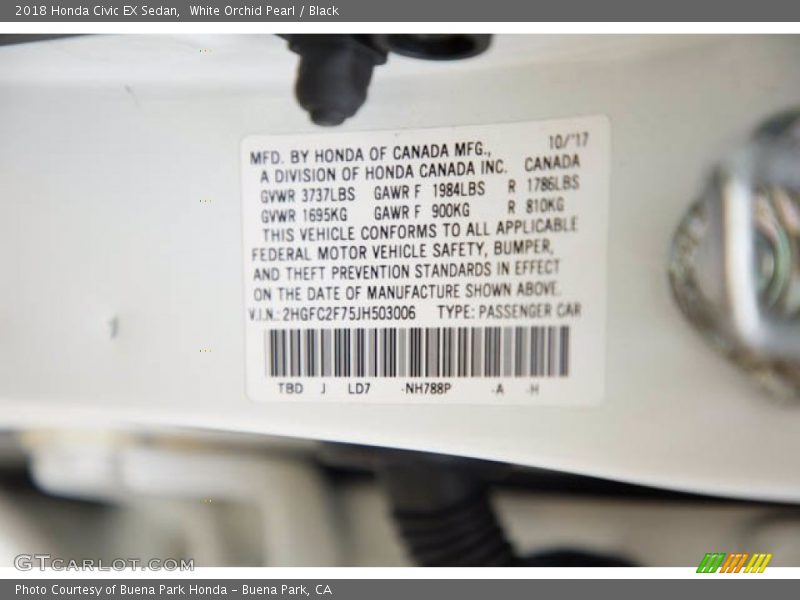 2018 Honda Civic EX Sedan,  White Orchid Pearl / Black
MFD. BY HONDA OF CANADA MFG., 10/'17
A DIVISION OF HONDA CANADA INC. CANADA
GVWR 3737LBS GAWR F 1984LBS R 1786LBS
GVWR 1695KG GAWR F 900KG R 810KG
THIS VEHICLE CONFORMS TO ALL APPLICABLE
FEDERAL MOTOR VEHICLE SAFETY, BUMPER,
AND THEFT PREVENTION STANDARDS IN EFFECT
ON THE DATE OF MANUFACTURE SHOWN ABOVE.
V.I.N.: 2HGFC2F75JH503006 TYPE: PASSENGER CAR
TBD J LD7 -NH788P -A -H
GTCarLot.com
Photo Courtesy of Buena Park Honda – Buena Park, CA